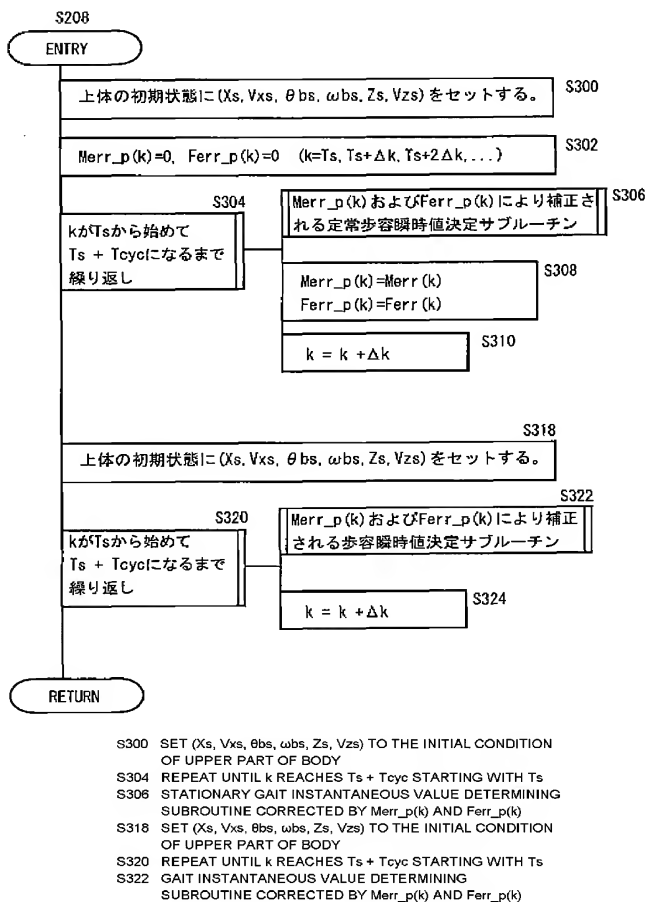 S208
ENTRY
上体の初期状態に(Xs, Vxs, θbs, ωbs, Zs, Vzs)をセットする。
S300
Merr_p(k)=0, Ferr_p(k)=0 (k=Ts, Ts+Δk, Ts+2Δk,...)
S302
S304
kがTsから始めて
Ts + Tcycになるまで
繰り返し
S306
Merr_p(k)およびFerr_p(k)により補正さ
れる定常歩容瞬時値決定サブルーチン
S308
Merr_p(k)=Merr(k)
Ferr_p(k)=Ferr(k)
S310
k = k +Δk
S318
上体の初期状態に(Xs, Vxs, θbs, ωbs, Zs, Vzs)をセットする。
S320
kがTsから始めて
Ts + Tcycになるまで
繰り返し
S322
Merr_p(k)およびFerr_p(k)により補正
される歩容瞬時値決定サブルーチン
S324
k = k +Δk
RETURN
S300 SET (Xs, Vxs, θbs, ωbs, Zs, Vzs) TO THE INITIAL CONDITION
OF UPPER PART OF BODY
S304 REPEAT UNTIL k REACHES Ts + Tcyc STARTING WITH Ts
S306 STATIONARY GAIT INSTANTANEOUS VALUE DETERMINING
SUBROUTINE CORRECTED BY Merr_p(k) AND Ferr_p(k)
S318 SET (Xs, Vxs, θbs, ωbs, Zs, Vzs) TO THE INITIAL CONDITION
OF UPPER PART OF BODY
S320 REPEAT UNTIL k REACHES Ts + Tcyc STARTING WITH Ts
S322 GAIT INSTANTANEOUS VALUE DETERMINING
SUBROUTINE CORRECTED BY Merr_p(k) AND Ferr_p(k)